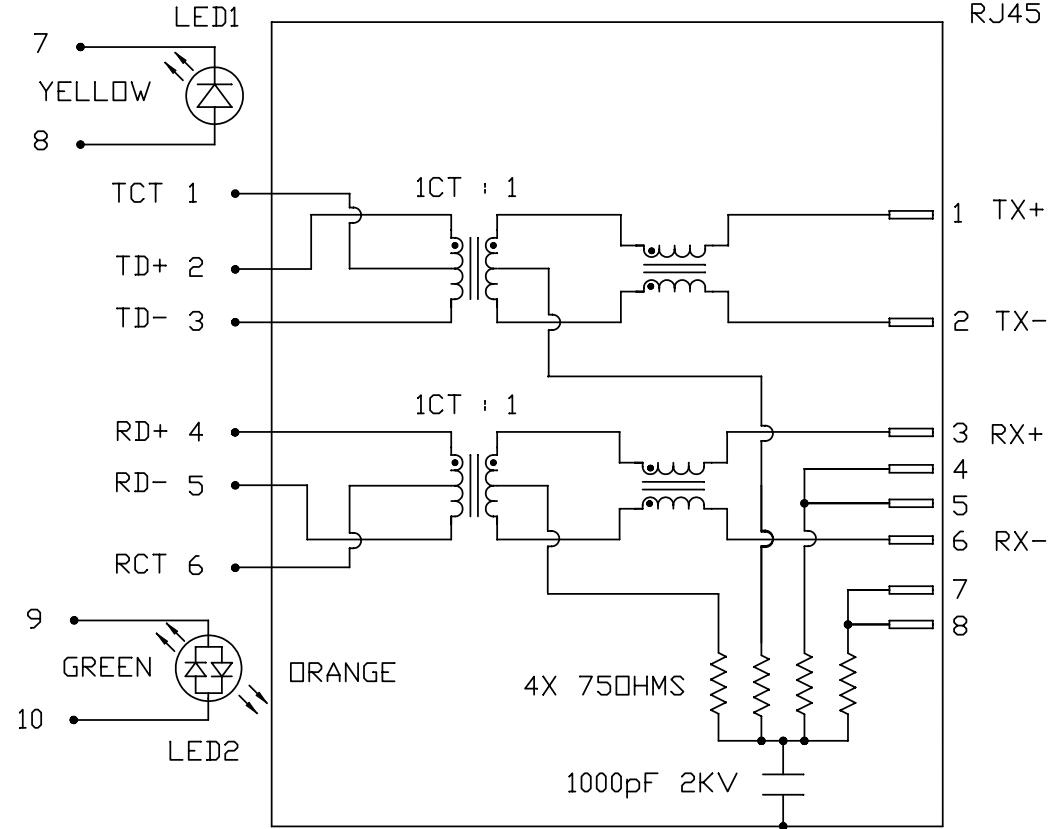 LED1
RJ45
7
YELLOW
8
TCT 1
1CT : 1
1 TX+
TD+ 2
TD- 3
2 TX-
1CT : 1
RD+ 4
3 RX+
4
RD- 5
5
6 RX-
RCT 6
7
9
8
GREEN
ORANGE
4X 75OHMS
10
LED2
1000pF 2KV